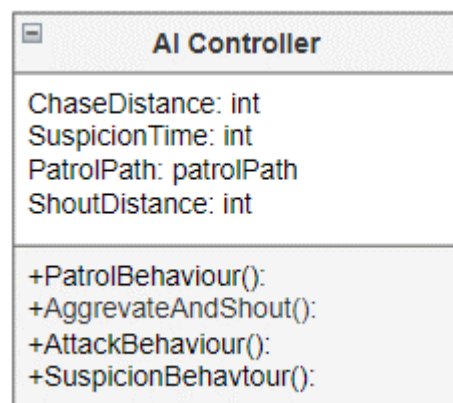 AI Controller
ChaseDistance: int
SuspicionTime: int
PatrolPath: patrolPath
ShoutDistance: int
+PatrolBehaviour():
+AggrevateAndShout():
+AttackBehaviour():
+SuspicionBehavtour():